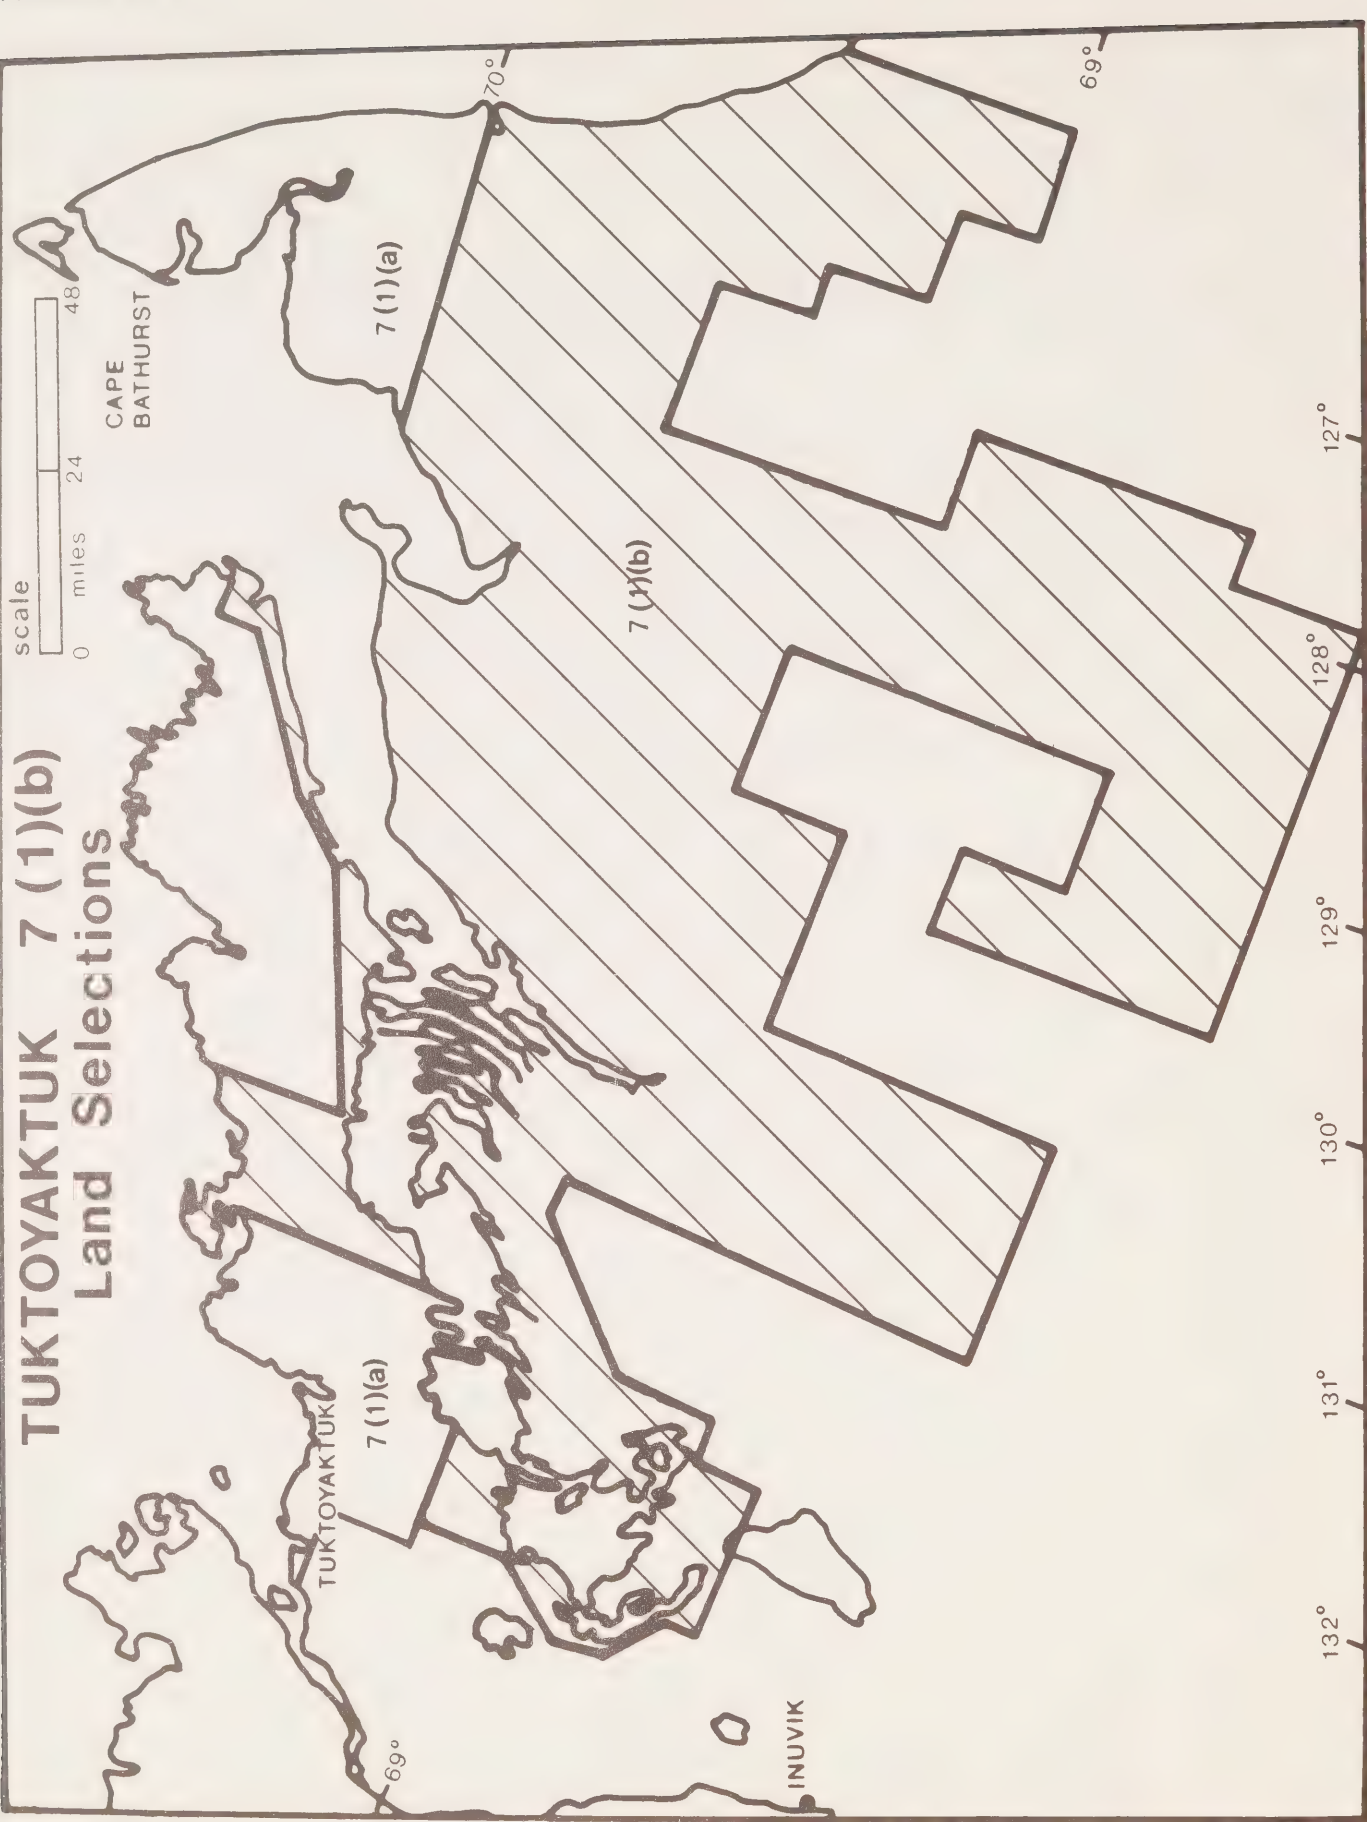 TUKTOYAKTUK 7 (1)(b)
Land Selections
scale
0 24 48
miles
CAPE
BATHURST
70°
69°
7 (1)(a)
7 (1)(b)
7 (1)(a)
TUKTOYAKTUK
69°
INUVIK
132°
131°
130°
129°
128°
127°